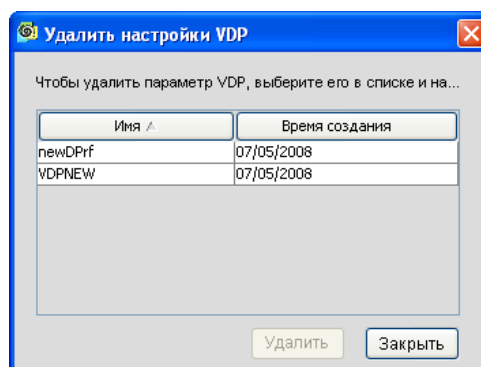 Удалить настройки VDP
Чтобы удалить параметр VDP, выберите его в списке и на...
Имя Время создания
newDPrf 07/05/2008
VDPNEW 07/05/2008
Удалить Закрыть